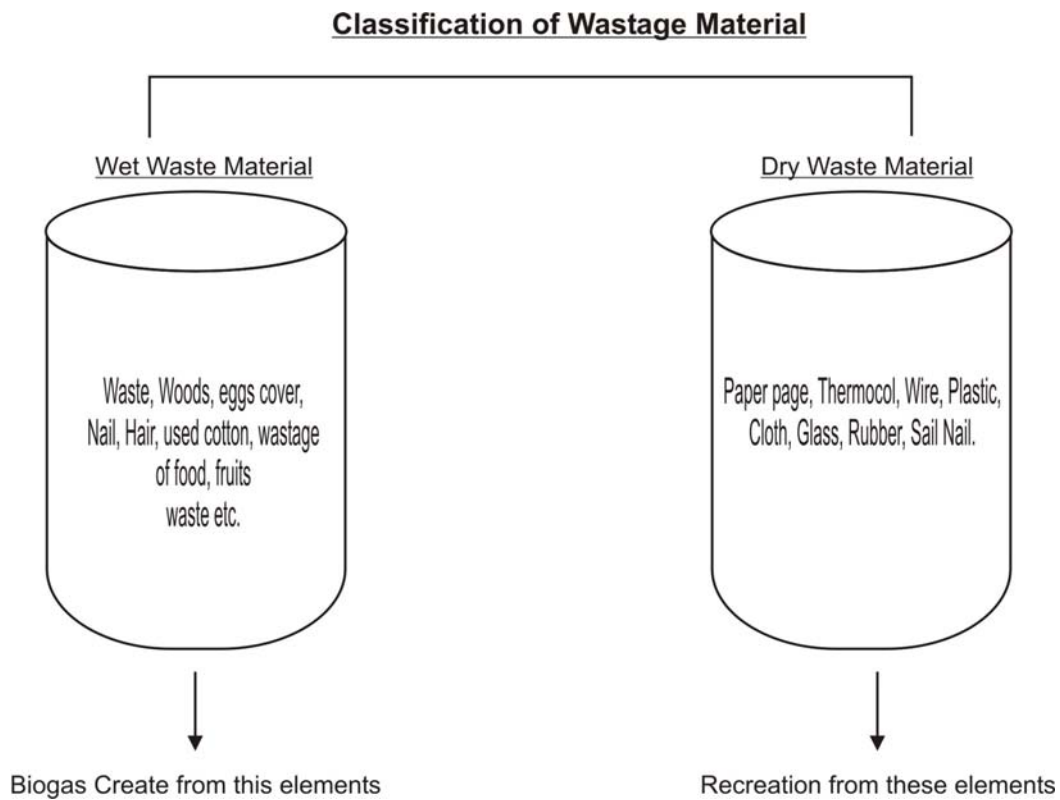 Classification of Wastage Material
Wet Waste Material
Waste, Woods, eggs cover,
Nail, Hair, used cotton, wastage
of food, fruits
waste etc.
Biogas Create from this elements
Dry Waste Material
Paper page, Thermocol, Wire, Plastic,
Cloth, Glass, Rubber, Sail Nail.
Recreation from these elements